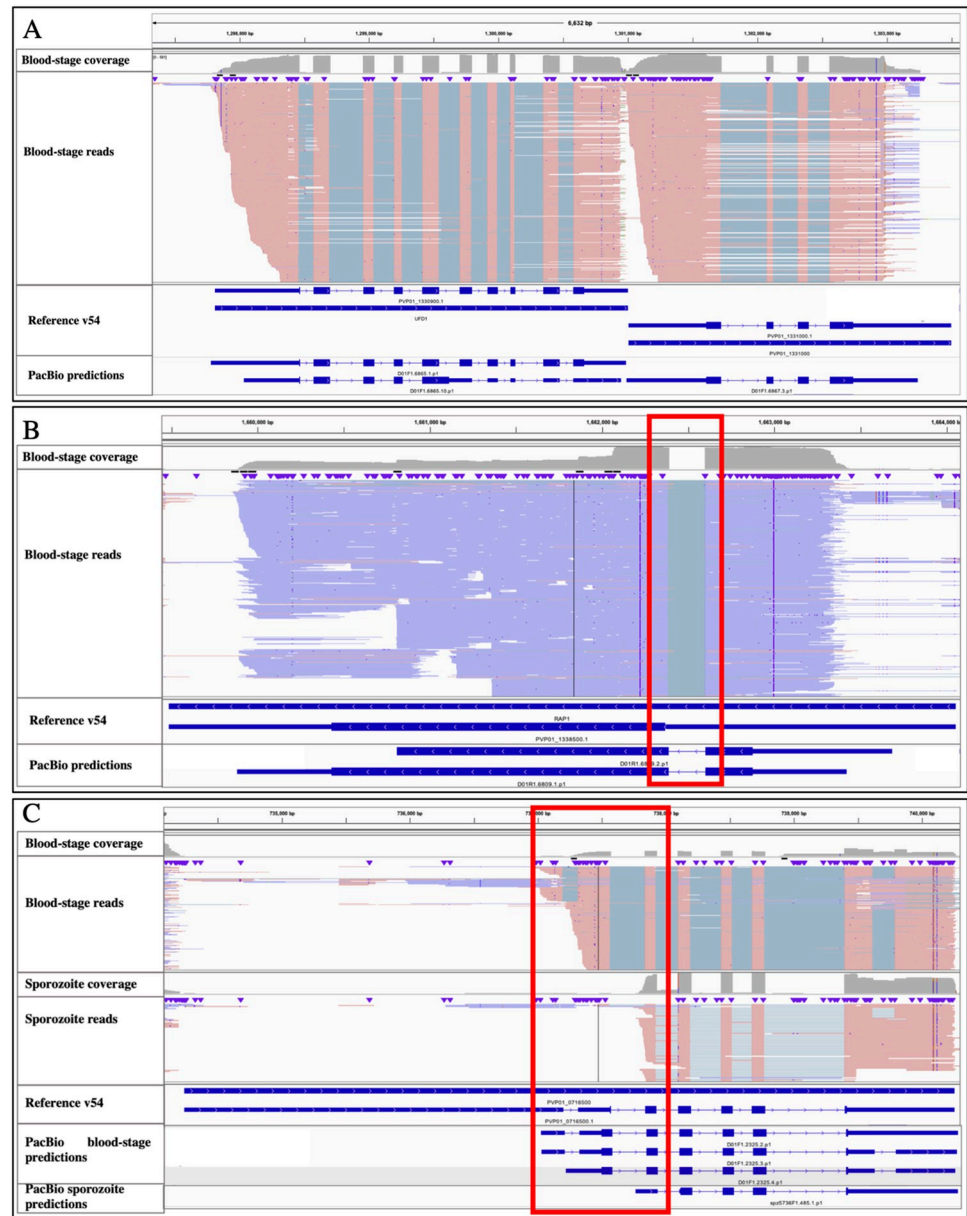 A
6,632 bp
1,298,000 bp 1,299,000 bp 1,300,000 bp 1,301,000 bp 1,302,000 bp 1,303,000 bp
Blood-stage coverage
Blood-stage reads
Reference v54
PVP01_1330900.1
UFD1
PVP01_1331000.1
PVP01_1331000
PacBio predictions
D01F1.6865.1.p1
D01F1.6865.10.p1
D01F1.6867.3.p1
B
1,660,000 bp 1,661,000 bp 1,662,000 bp 1,663,000 bp 1,664,000 bp
Blood-stage coverage
Blood-stage reads
Reference v54
RAP1
PVP01_1338500.1
PacBio predictions
D01R1.6809.1.p1
C
735,000 bp 736,000 bp 739,000 bp 740,000 bp
Blood-stage coverage
Blood-stage reads
Sporozoite coverage
Sporozoite reads
Reference v54
PVP01_0716500
PVP01_0716500.1
PacBio blood-stage
predictions
D01F1.2325.2.p1
D01F1.2325.3.p1
D01F1.2325.4.p1
PacBio sporozoite
predictions
spz5736F1.485.1.p1